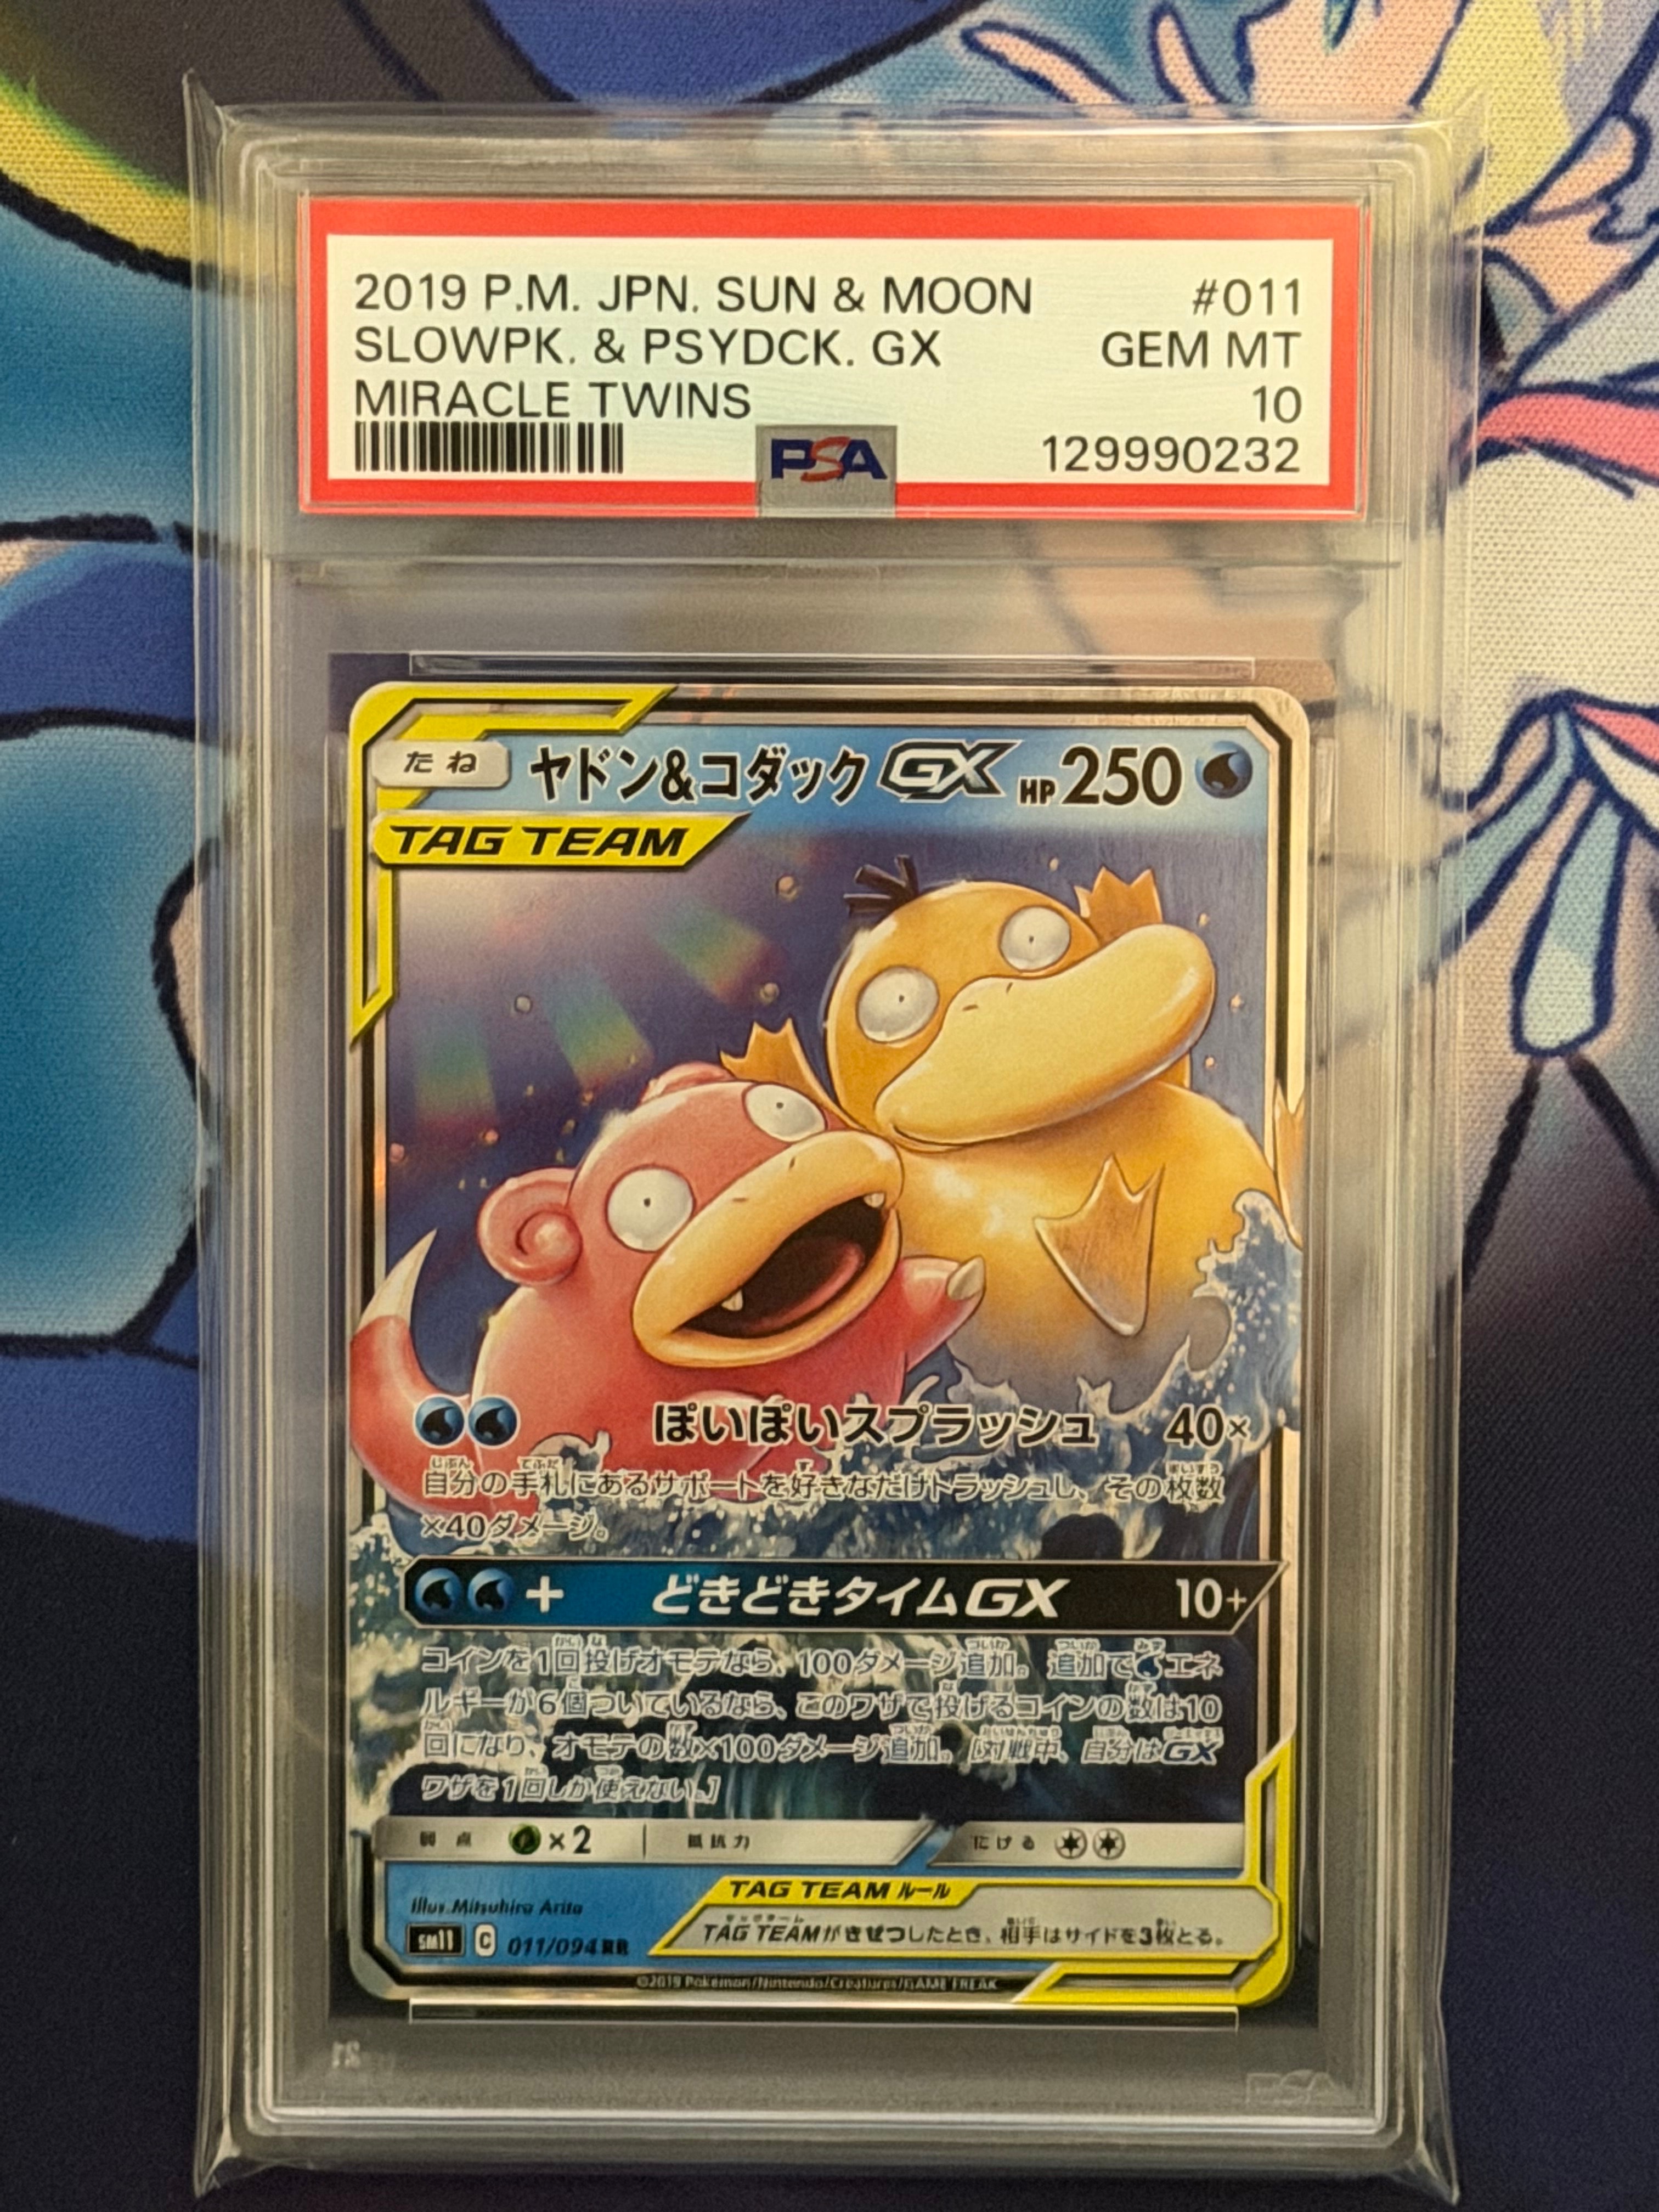 2019 P.M. JPN. SUN & MOON #011
SLOWPK. & PSYDCK. GX GEM MT
MIRACLE TWINS 10
PSA 129990232
たね ヤドン&コダックGX HP250
TAG TEAM
ぽいぽいスプラッシュ 40×
自分の手札にあるサポートを好きなだけトラッシュし、その枚数
×40ダメージ。
+ どきどきタイムGX 10+
コインを1回投げオモテなら、100ダメージ追加。追加でエネ
ルギーが6個ついているなら、このワザで投げるコインの数は10
回になり、オモテの数×100ダメージ追加。[対戦中、自分はGX
ワザを1回しか使えない。]
弱点 ×2 抵抗力 にげる
TAG TEAM ルール
Illus. Mitsuhiro Arita
TAG TEAMがきぜつしたとき、相手はサイドを3枚とる。
SM11 C 011/094 RR
©2019 Pokémon/Nintendo/Creatures/GAME FREAK
PSA